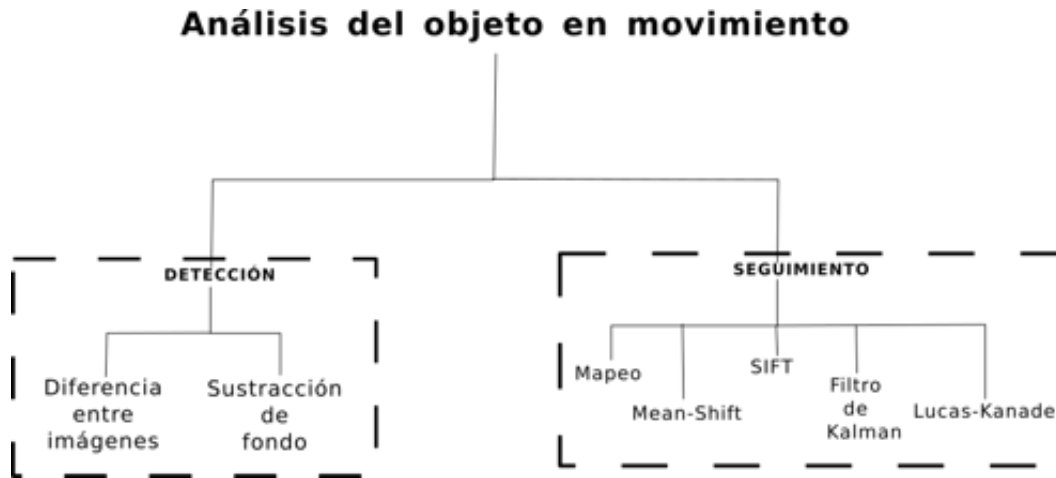 Análisis del objeto en movimiento
DETECCIÓN
Diferencia
entre
imágenes
Sustracción
de
fondo
SEGUIMIENTO
Mapeo
Mean-Shift
SIFT
Filtro
de
Kalman
Lucas-Kanade